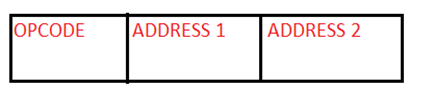 OPCODE ADDRESS 1 ADDRESS 2